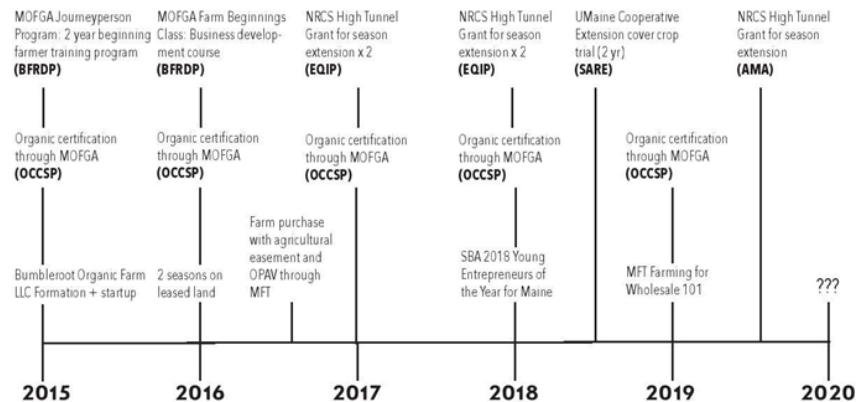 MOFGA Journeyperson
Program: 2 year beginning
farmer training program
(BFRDP)
MOFGA Farm Beginnings
Class: Business develop-
ment course
(BFRDP)
NRCS High Tunnel
Grant for season
extension x 2
(EQIP)
NRCS High Tunnel
Grant for season
extension x 2
(EQIP)
UMaine Cooperative
Extension cover crop
trial (2 yr)
(SARE)
NRCS High Tunnel
Grant for season
extension
(AMA)
Organic certification
through MOFGA
(OCCSP)
Organic certification
through MOFGA
(OCCSP)
Organic certification
through MOFGA
(OCCSP)
Organic certification
through MOFGA
(OCCSP)
Organic certification
through MOFGA
(OCCSP)
Bumbleroot Organic Farm
LLC Formation + startup
2 seasons on
leased land
Farm purchase
with agricultural
easement and
OPAV through
MFT
SBA 2018 Young
Entrepreneurs of
the Year for Maine
MFT Farming for
Wholesale 101
???
2015
2016
2017
2018
2019
2020